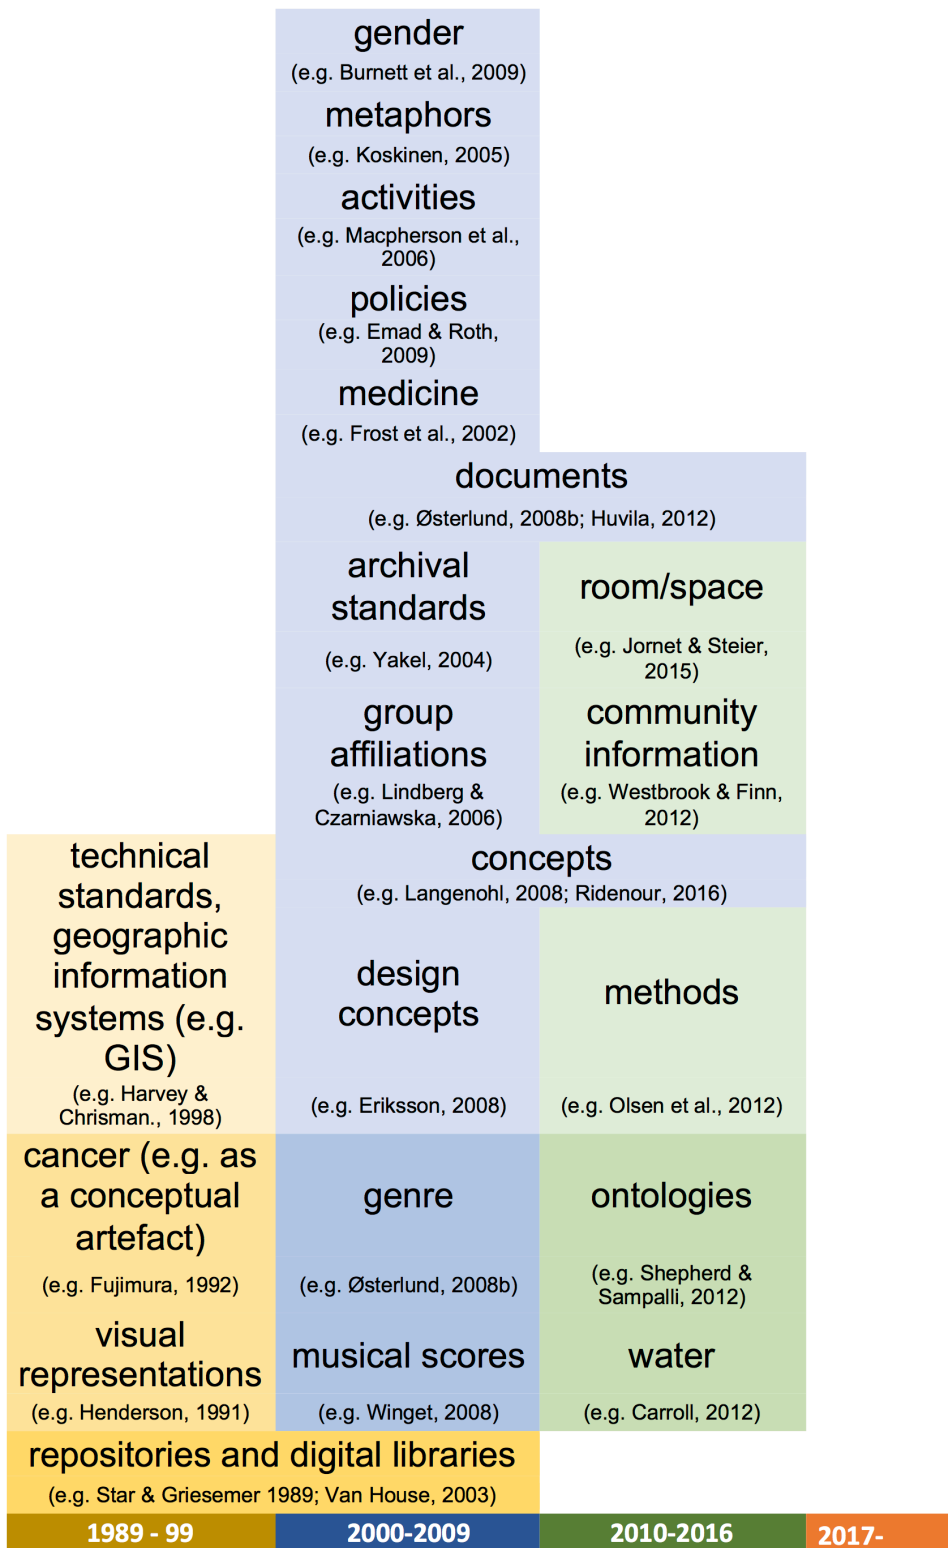 gender
(e.g. Burnett et al., 2009)
metaphors
(e.g. Koskinen, 2005)
activities
(e.g. Macpherson et al.,
2006)
policies
(e.g. Emad & Roth,
2009)
medicine
(e.g. Frost et al., 2002)
documents
(e.g. Østerlund, 2008b; Huvila, 2012)
archival
standards
(e.g. Yakel, 2004)
room/space
(e.g. Jornet & Steier,
2015)
group
affiliations
(e.g. Lindberg &
Czarniawska, 2006)
community
information
(e.g. Westbrook & Finn,
2012)
technical
standards,
geographic
information
systems (e.g.
GIS)
(e.g. Harvey &
Chrisman., 1998)
concepts
(e.g. Langenohl, 2008; Ridenour, 2016)
design
concepts
(e.g. Eriksson, 2008)
methods
(e.g. Olsen et al., 2012)
cancer (e.g. as
a conceptual
artefact)
(e.g. Fujimura, 1992)
genre
(e.g. Østerlund, 2008b)
ontologies
(e.g. Shepherd &
Sampalli, 2012)
visual
representations
(e.g. Henderson, 1991)
musical scores
(e.g. Winget, 2008)
water
(e.g. Carroll, 2012)
repositories and digital libraries
(e.g. Star & Griesemer 1989; Van House, 2003)
1989 - 99
2000-2009
2010-2016
2017-